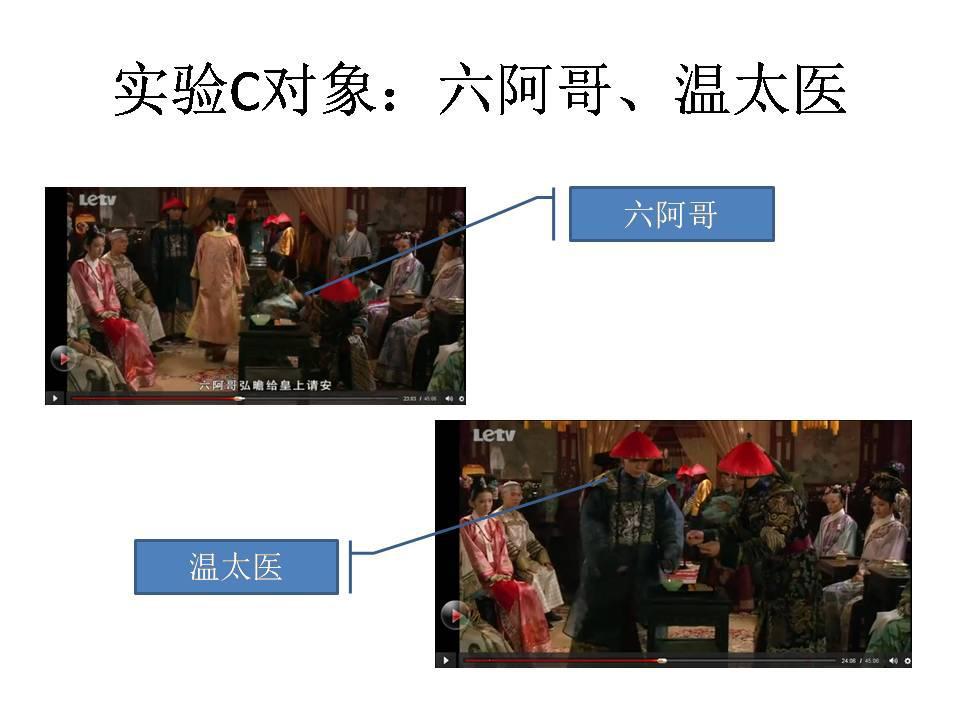 实验C对象：六阿哥、温太医
六阿哥
Letv
六阿哥弘瞻给皇上请安
23:03 / 45:06
Letv
温太医
24:06 / 45:06